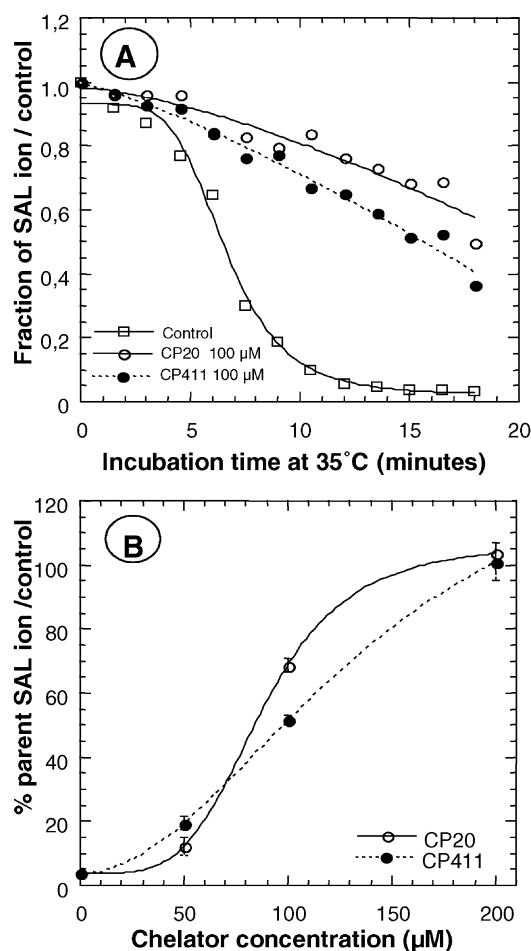 1,2
A
1.0
0,8
0,6
0,4
0,2
0
Fraction of SAL ion / control
Control
CP20 100 µM
CP411 100 µM
0
5
10
15
20
Incubation time at 35˚C (minutes)
120
B
100
80
60
40
20
0
% parent SAL ion /control
CP20
CP411
0
50
100
150
200
Chelator concentration (µM)